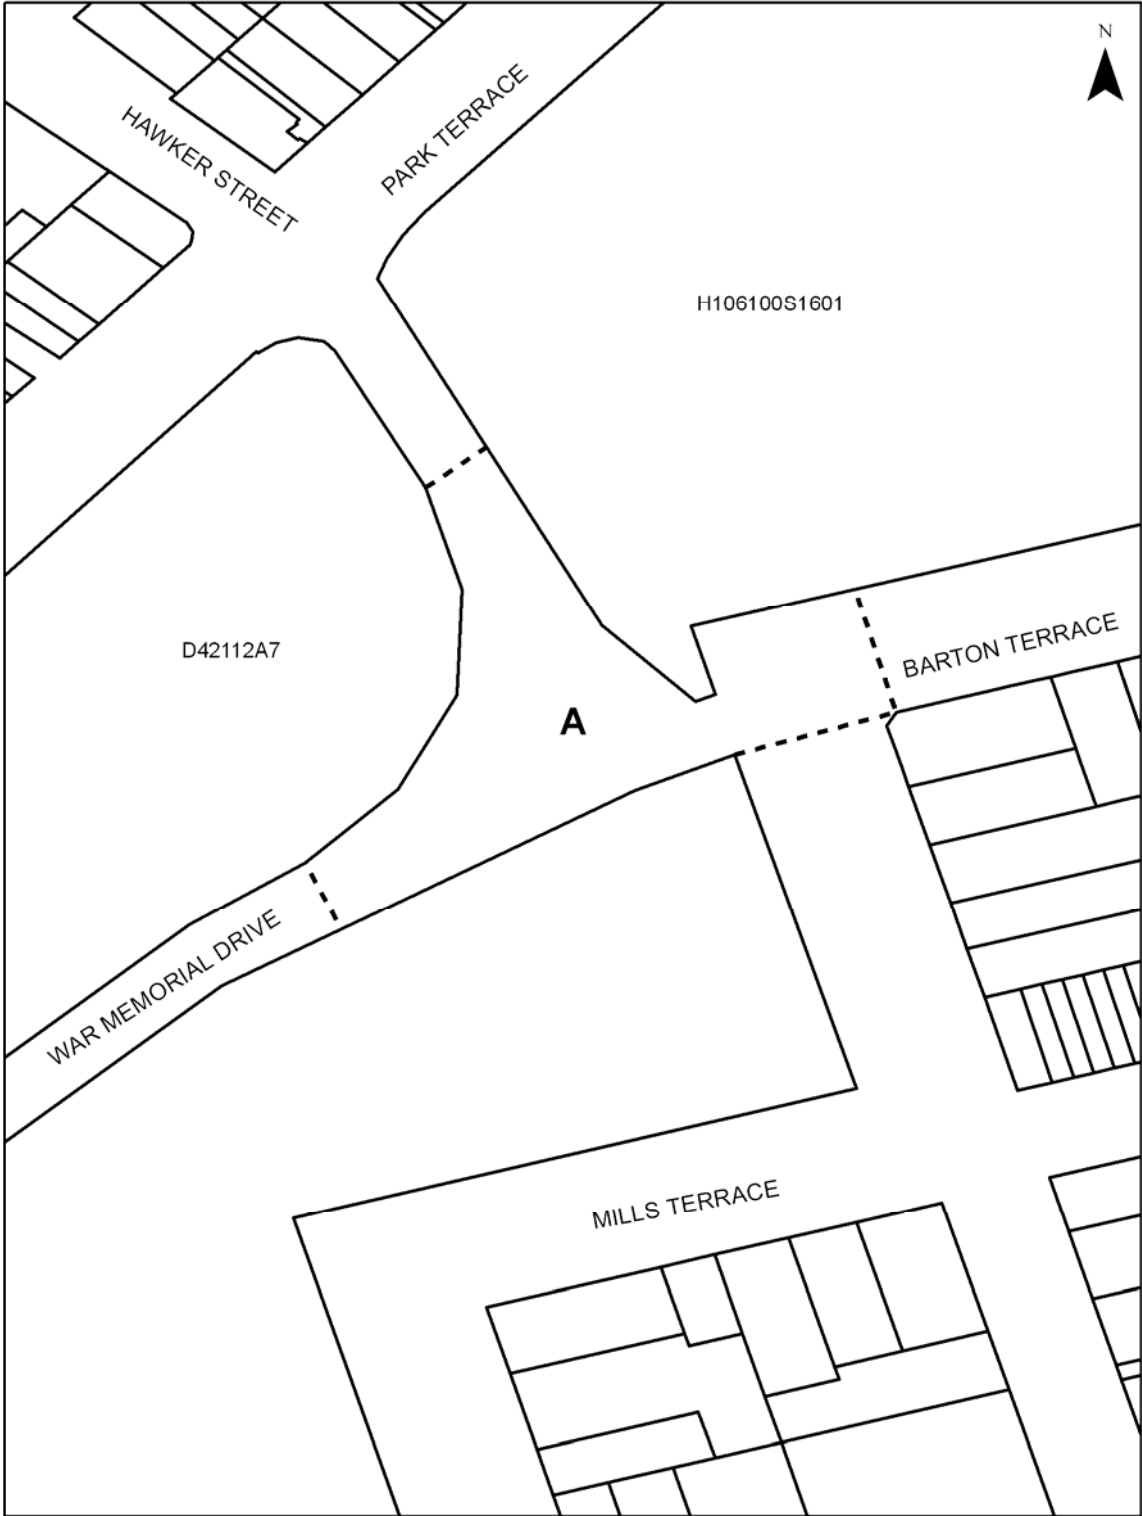 N
PARK TERRACE
HAWKER STREET
H106100S1601
BARTON TERRACE
D42112A7
A
WAR MEMORIAL DRIVE
MILLS TERRACE